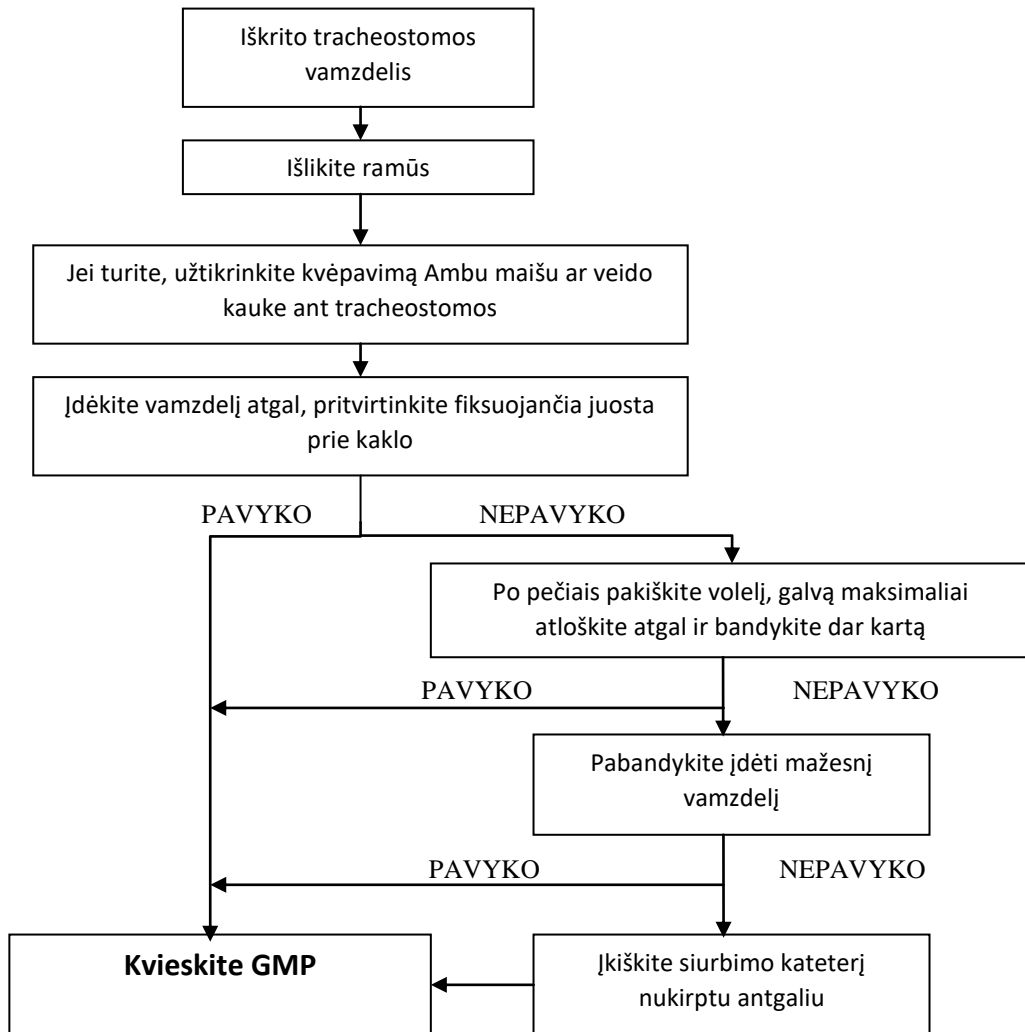 Iškrito tracheostomos
vamzdelis
Išlikite ramūs
Jei turite, užtikrinkite kvėpavimą Ambu maišu ar veido
kauke ant tracheostomos
Įdėkite vamzdelį atgal, pritvirtinkite fiksuojančia juosta
prie kaklo
PAVYKO
NEPAVYKO
Po pečiais pakiškite volelį, galvą maksimaliai
atloškite atgal ir bandykite dar kartą
PAVYKO
NEPAVYKO
Pabandykite įdėti mažesnį
vamzdelį
PAVYKO
NEPAVYKO
Kvieskite GMP
Įkiškite siurbimo kateterį
nukirptu antgaliu